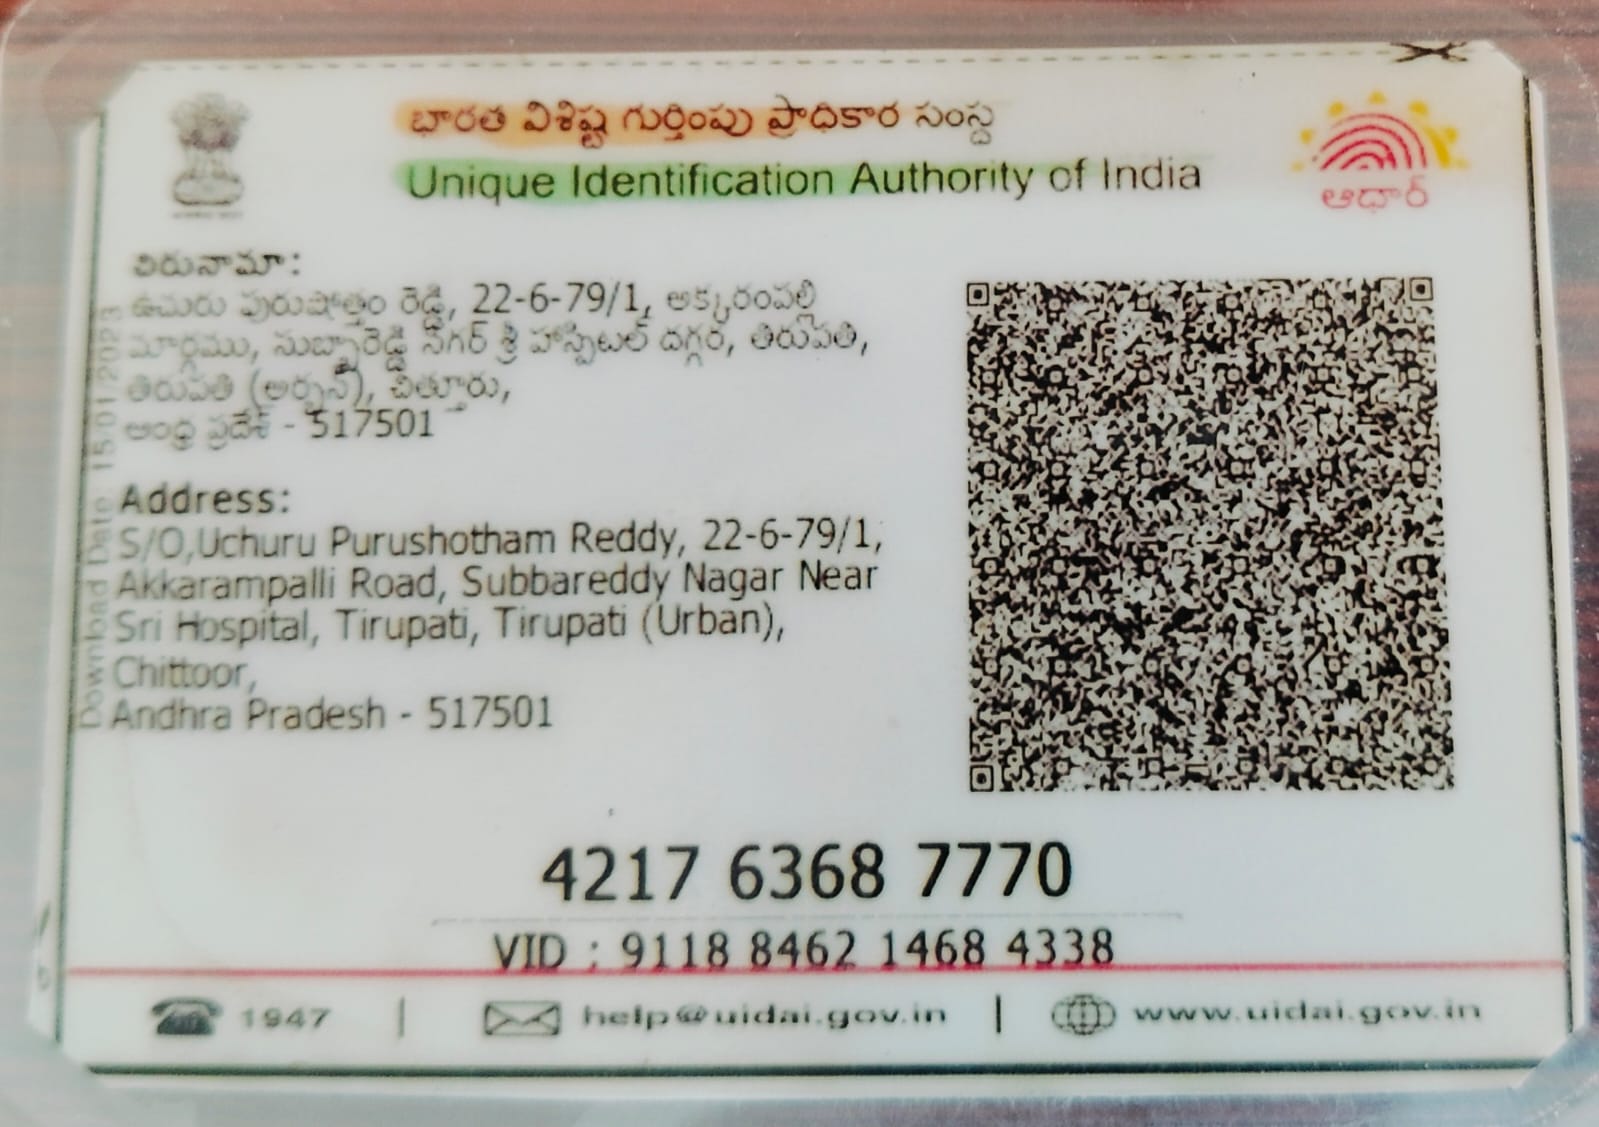 భారత విశిష్ట గుర్తింపు ప్రాధికార సంస్థ
Unique Identification Authority of India
ఆధార్
చిరునామా:
ఉచురు పురుషోత్తం రెడ్డి, 22-6-79/1, అక్కరంపల్లి
మార్గము, సుబ్బారెడ్డి నగర్ శ్రీ హాస్పిటల్ దగ్గర, తిరుపతి,
తిరుపతి (అర్బన్), చిత్తూరు,
ఆంధ్ర ప్రదేశ్ - 517501
Address:
S/O,Uchuru Purushotham Reddy, 22-6-79/1,
Akkarampalli Road, Subbareddy Nagar Near
Sri Hospital, Tirupati, Tirupati (Urban),
Chittoor,
Andhra Pradesh - 517501
Download Date: 15/01/2023
4217 6368 7770
VID : 9118 8462 1468 4338
1947 | help@uidai.gov.in | www.uidai.gov.in